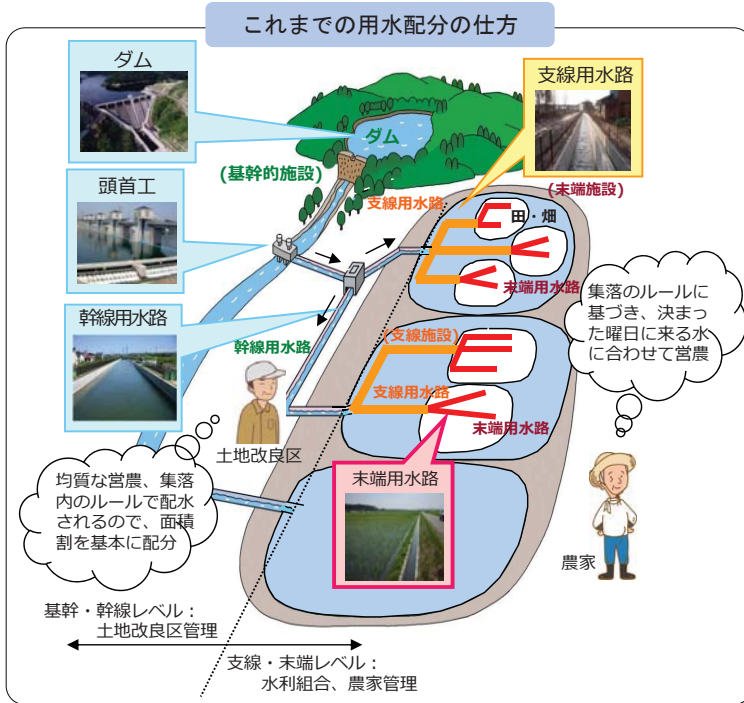 これまでの用水配分の仕方
ダム
支線用水路
ダム
(基幹的施設)
頭首工
支線用水路
(末端施設)
田・畑
末端用水路
集落のルールに
基づき、決まっ
た曜日に来る水
に合わせて営農
幹線用水路
幹線用水路
(支線施設)
支線用水路
末端用水路
土地改良区
均質な営農、集落
内のルールで配水
されるので、面積
割を基本に配分
末端用水路
農家
基幹・幹線レベル：
土地改良区管理
支線・末端レベル：
水利組合、農家管理